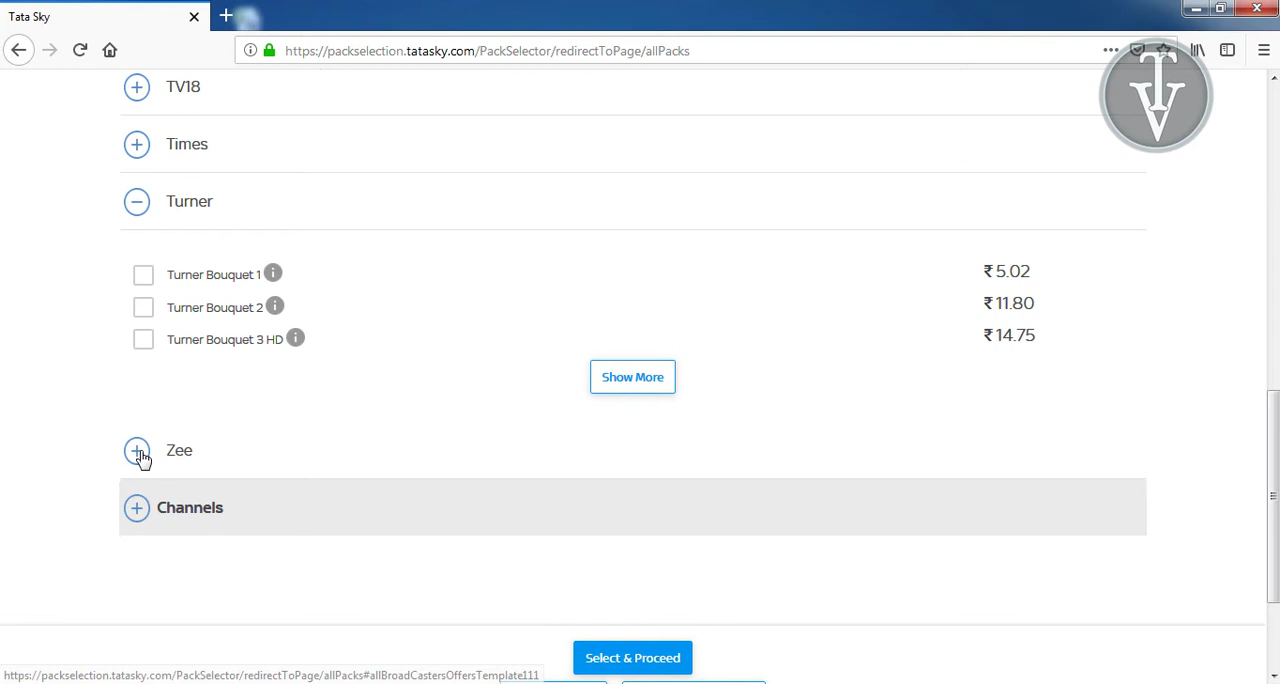 Tata Sky
https://packselection.tatasky.com/PackSelector/redirectToPage/allPacks
TV
TV18
Times
Turner
Turner Bouquet 1 ₹ 5.02
Turner Bouquet 2 ₹ 11.80
Turner Bouquet 3 HD ₹ 14.75
Show More
Zee
Channels
Select & Proceed
https://packselection.tatasky.com/PackSelector/redirectToPage/allPacks#allBroadCastersOffersTemplate111